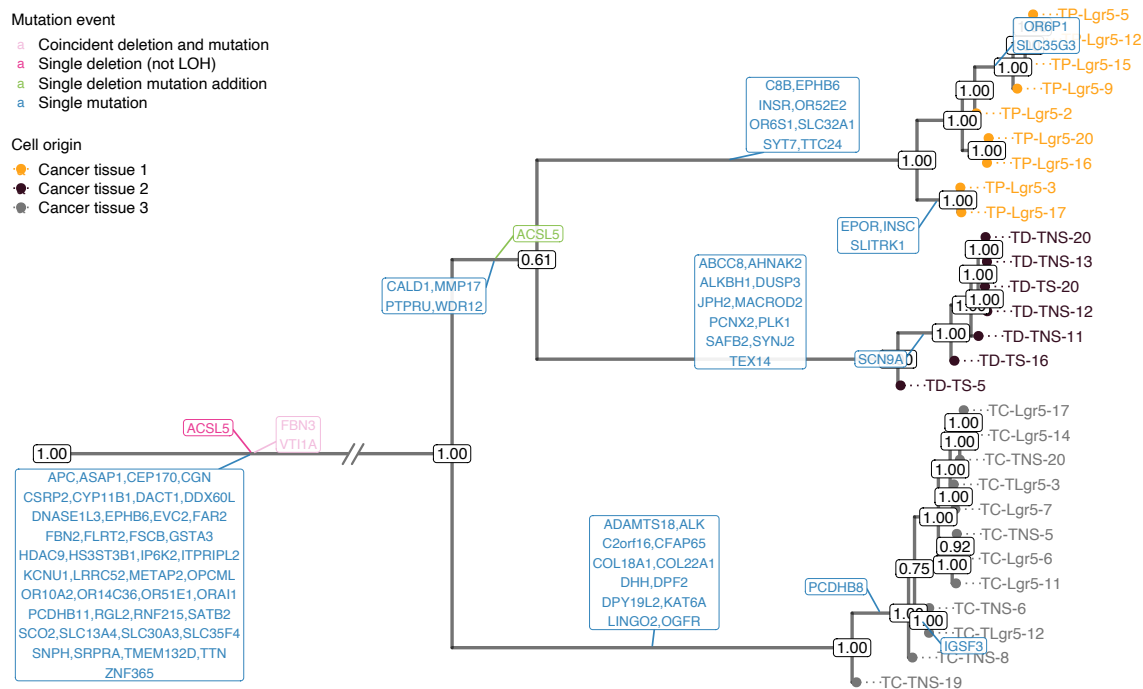 Mutation event
a Coincident deletion and mutation
a Single deletion (not LOH)
a Single deletion mutation addition
a Single mutation
Cell origin
Cancer tissue 1
Cancer tissue 2
Cancer tissue 3
TP-Lgr5-5
OR6P1
SLC35G3
TP-Lgr5-12
TP-Lgr5-15
1.00
TP-Lgr5-9
1.00
TP-Lgr5-2
1.00
TP-Lgr5-20
1.00
TP-Lgr5-16
C8B,EPHB6
INSR,OR52E2
OR6S1,SLC32A1
SYT7,TTC24
1.00
TP-Lgr5-3
1.00
TP-Lgr5-17
EPOR,INSC
SLITRK1
ACSL5
0.61
CALD1,MMP17
PTPRU,WDR12
TD-TNS-20
1.00
TD-TNS-13
1.00
TD-TS-20
1.00
TD-TNS-12
1.00
TD-TNS-11
TD-TS-16
TD-TS-5
ABCC8,AHNAK2
ALKBH1,DUSP3
JPH2,MACROD2
PCNX2,PLK1
SAFB2,SYNJ2
TEX14
SCN9A
ACSL5
FBN3
VTI1A
1.00
1.00
APC,ASAP1,CEP170,CGN
CSRP2,CYP11B1,DACT1,DDX60L
DNASE1L3,EPHB6,EVC2,FAR2
FBN2,FLRT2,FSCB,GSTA3
HDAC9,HS3ST3B1,IP6K2,ITPRIPL2
KCNU1,LRRC52,METAP2,OPCML
OR10A2,OR14C36,OR51E1,ORAI1
PCDHB11,RGL2,RNF215,SATB2
SCO2,SLC13A4,SLC30A3,SLC35F4
SNPH,SRPRA,TMEM132D,TTN
ZNF365
TC-Lgr5-17
1.00
TC-Lgr5-14
1.00
TC-TNS-20
1.00
TC-TLgr5-3
1.00
TC-Lgr5-7
1.00
TC-TNS-5
0.92
TC-Lgr5-6
1.00
0.75
TC-Lgr5-11
PCDHB8
TC-TNS-6
1.00
TC-TLgr5-12
IGSF3
TC-TNS-8
1.00
TC-TNS-19
ADAMTS18,ALK
C2orf16,CFAP65
COL18A1,COL22A1
DHH,DPF2
DPY19L2,KAT6A
LINGO2,OGFR